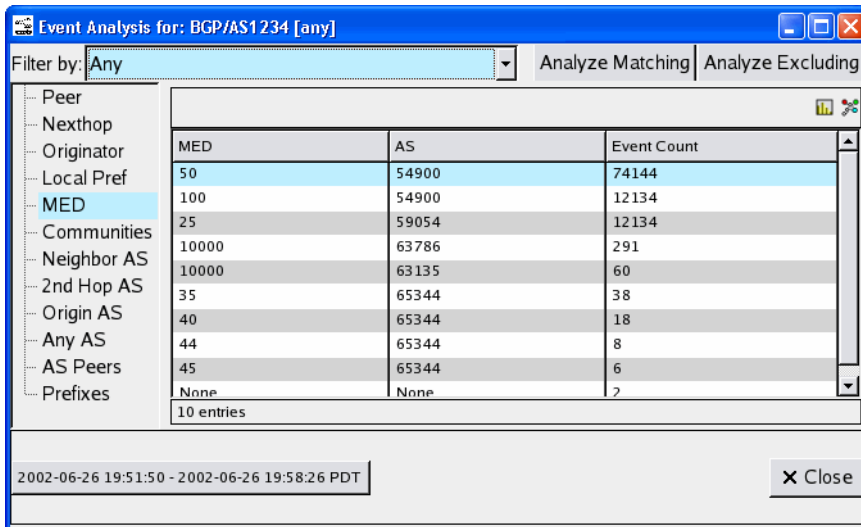 Event Analysis for: BGP/AS1234 [any]
Filter by: Any Analyze Matching Analyze Excluding
Peer
Nexthop
Originator
Local Pref
MED
Communities
Neighbor AS
2nd Hop AS
Origin AS
Any AS
AS Peers
Prefixes
MED AS Event Count
50 54900 74144
100 54900 12134
25 59054 12134
10000 63786 291
10000 63135 60
35 65344 38
40 65344 18
44 65344 8
45 65344 6
None None 2
10 entries
2002-06-26 19:51:50 - 2002-06-26 19:58:26 PDT
Close